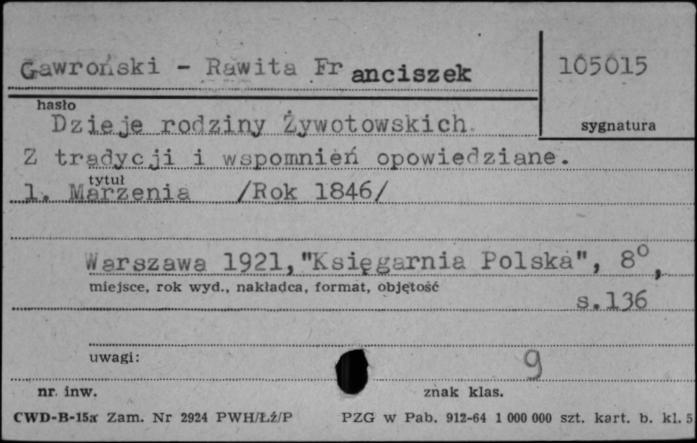 Gawroński - Rawita Franciszek
105015
hasło
sygnatura
Dzieje rodziny Żywotowskich.
Z tradycji i wspomnień opowiedziane.
tytuł
1. Marzenia /Rok 1846/
Warszawa 1921,"Księgarnia Polska", 8°,
miejsce, rok wyd., nakładca, format, objętość
s.136
uwagi:
9
nr. inw.
znak klas.
CWD-B-15a Zam. Nr 2924 PWH/Łź/P
PZG w Pab. 912-64 1 000 000 szt. kart. b. kl. 5